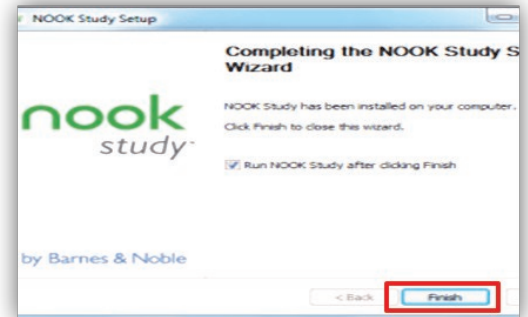 NOOK Study Setup
Completing the NOOK Study S
Wizard
NOOK Study has been installed on your computer.
Click Finish to close this wizard.
Run NOOK Study after clicking Finish
nook
study
by Barnes & Noble
< Back
Finish